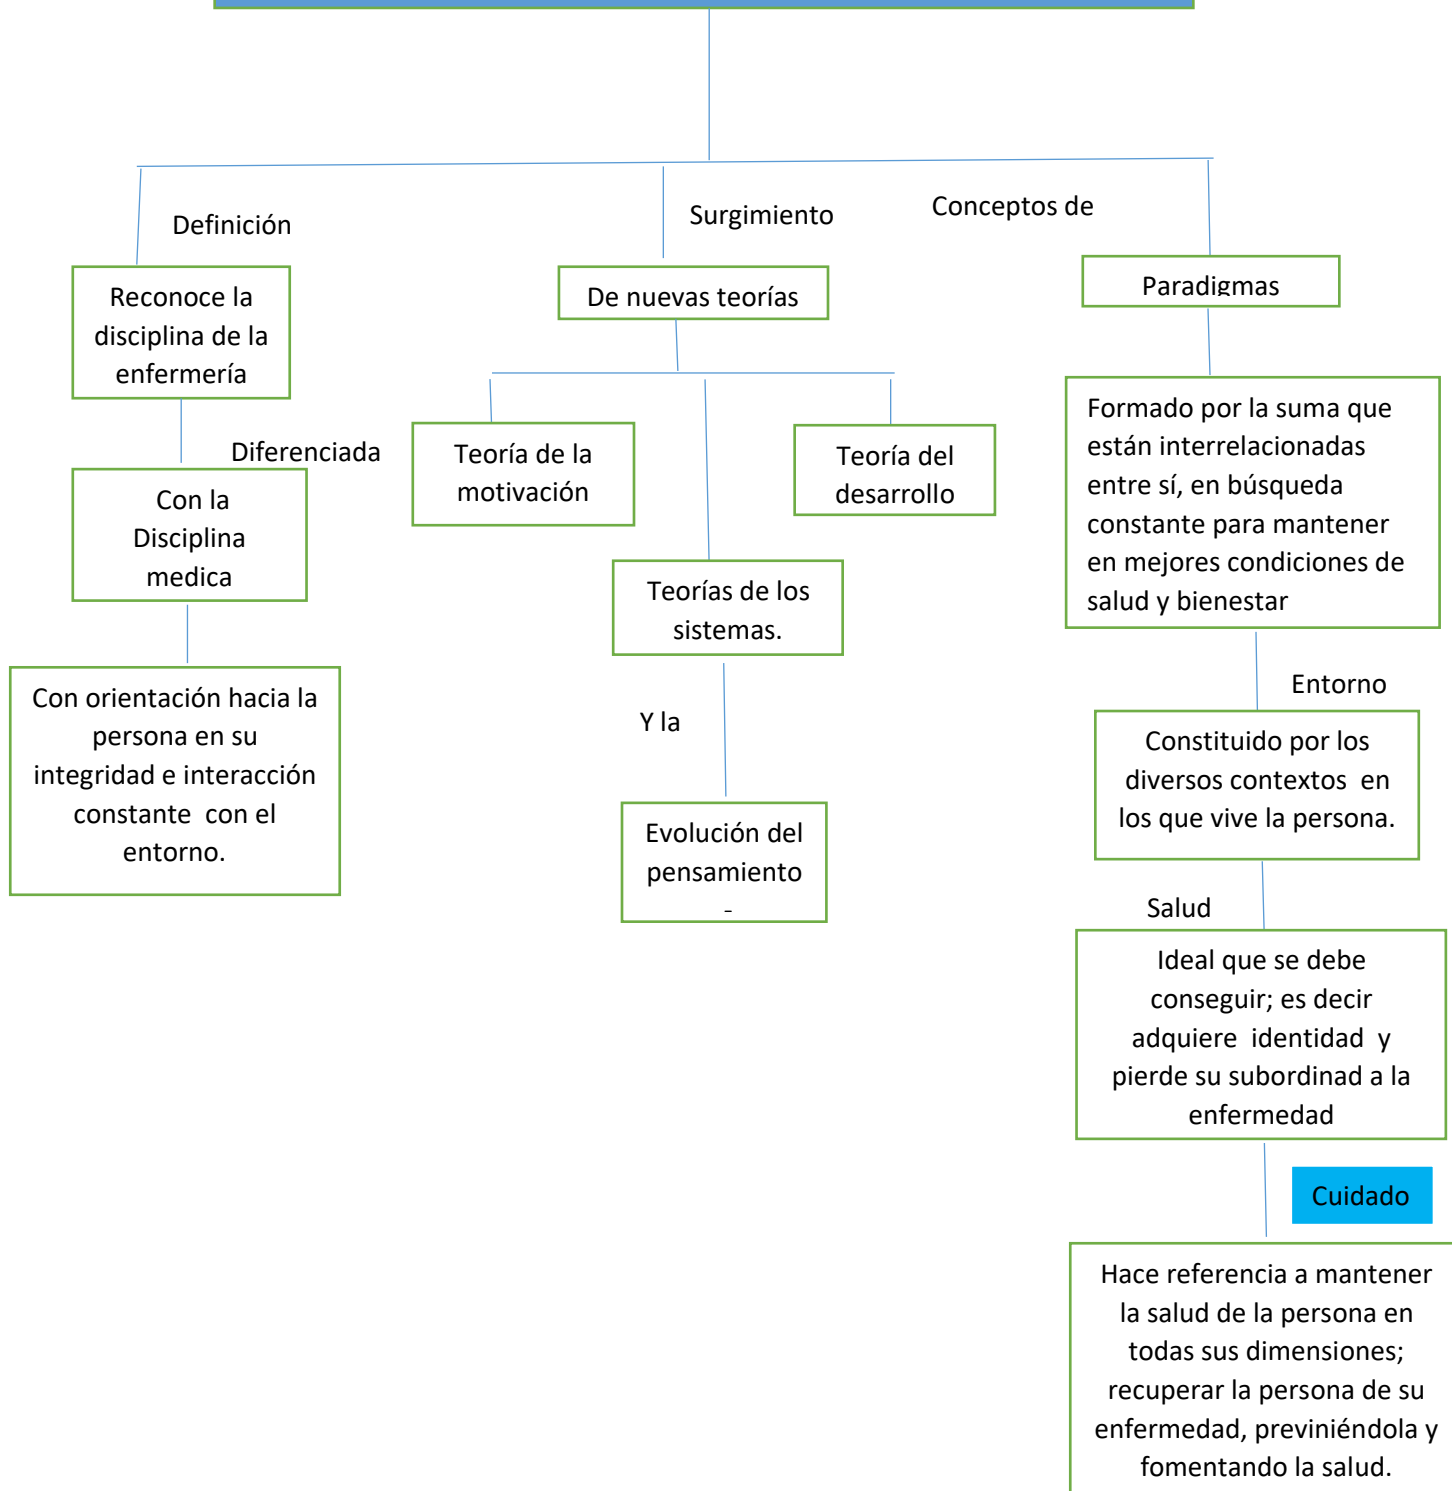 Definición
Reconoce la
disciplina de la
enfermería
Diferenciada
Con la
Disciplina
medica
Con orientación hacia la
persona en su
integridad e interacción
constante  con el
entorno.
Surgimiento
De nuevas teorías
Teoría de la
motivación
Teoría del
desarrollo
Teorías de los
sistemas.
Y la
Evolución del
pensamiento
Conceptos de
Paradigmas
Formado por la suma que
están interrelacionadas
entre sí, en búsqueda
constante para mantener
en mejores condiciones de
salud y bienestar
Entorno
Constituido por los
diversos contextos  en
los que vive la persona.
Salud
Ideal que se debe
conseguir; es decir
adquiere  identidad  y
pierde su subordinad a la
enfermedad
Cuidado
Hace referencia a mantener
la salud de la persona en
todas sus dimensiones;
recuperar la persona de su
enfermedad, previniéndola y
fomentando la salud.